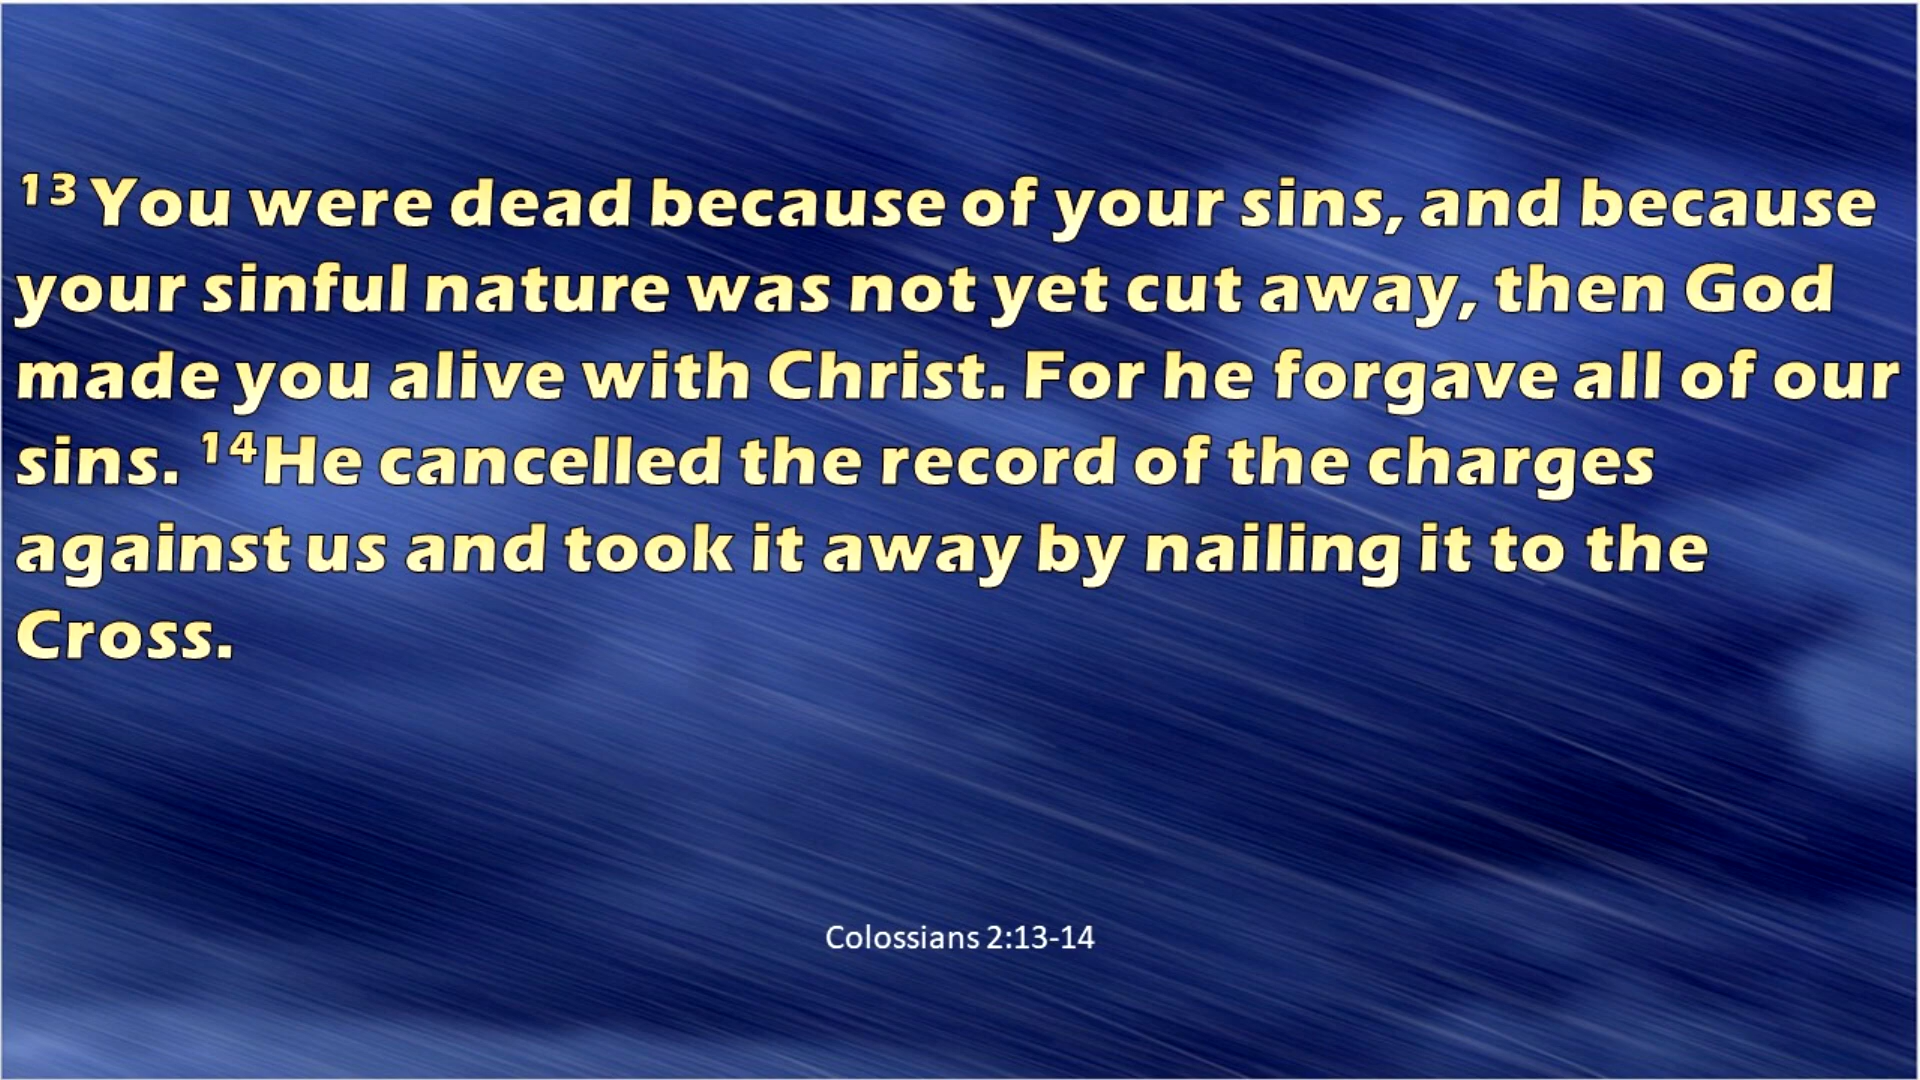 ¹³ You were dead because of your sins, and because
your sinful nature was not yet cut away, then God
made you alive with Christ. For he forgave all of our
sins. ¹⁴He cancelled the record of the charges
against us and took it away by nailing it to the
Cross.
Colossians 2:13-14